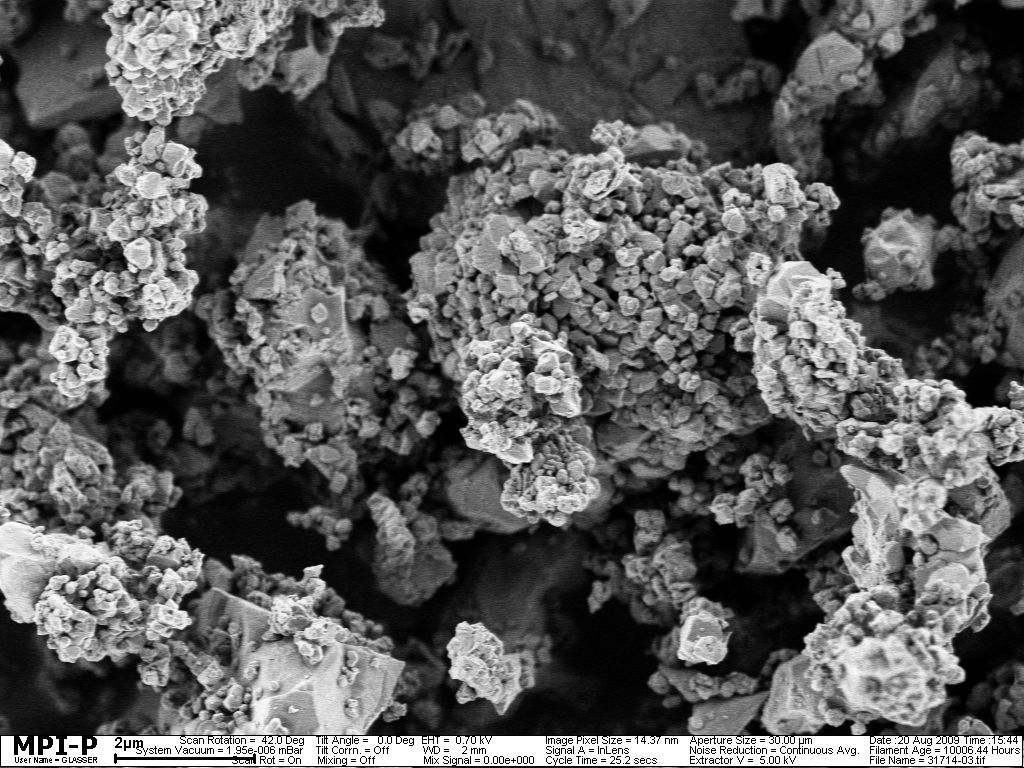 MPI-P 2µm Scan Rotation = 42.0 Deg Tilt Angle = 0.0 Deg EHT = 0.70 kV Image Pixel Size = 14.37 nm Aperture Size = 30.00 µm Date :20 Aug 2009 Time :15:44
System Vacuum = 1.95e-006 mBar Tilt Corrn. = Off WD = 2 mm Signal A = InLens Noise Reduction = Continuous Avg. Filament Age = 10006.44 Hours
User Name = GLASSER Scan Rot = On Mixing = Off Mix Signal = 0.00e+000 Cycle Time = 25.2 secs Extractor V = 5.00 kV File Name = 31714-03.tif